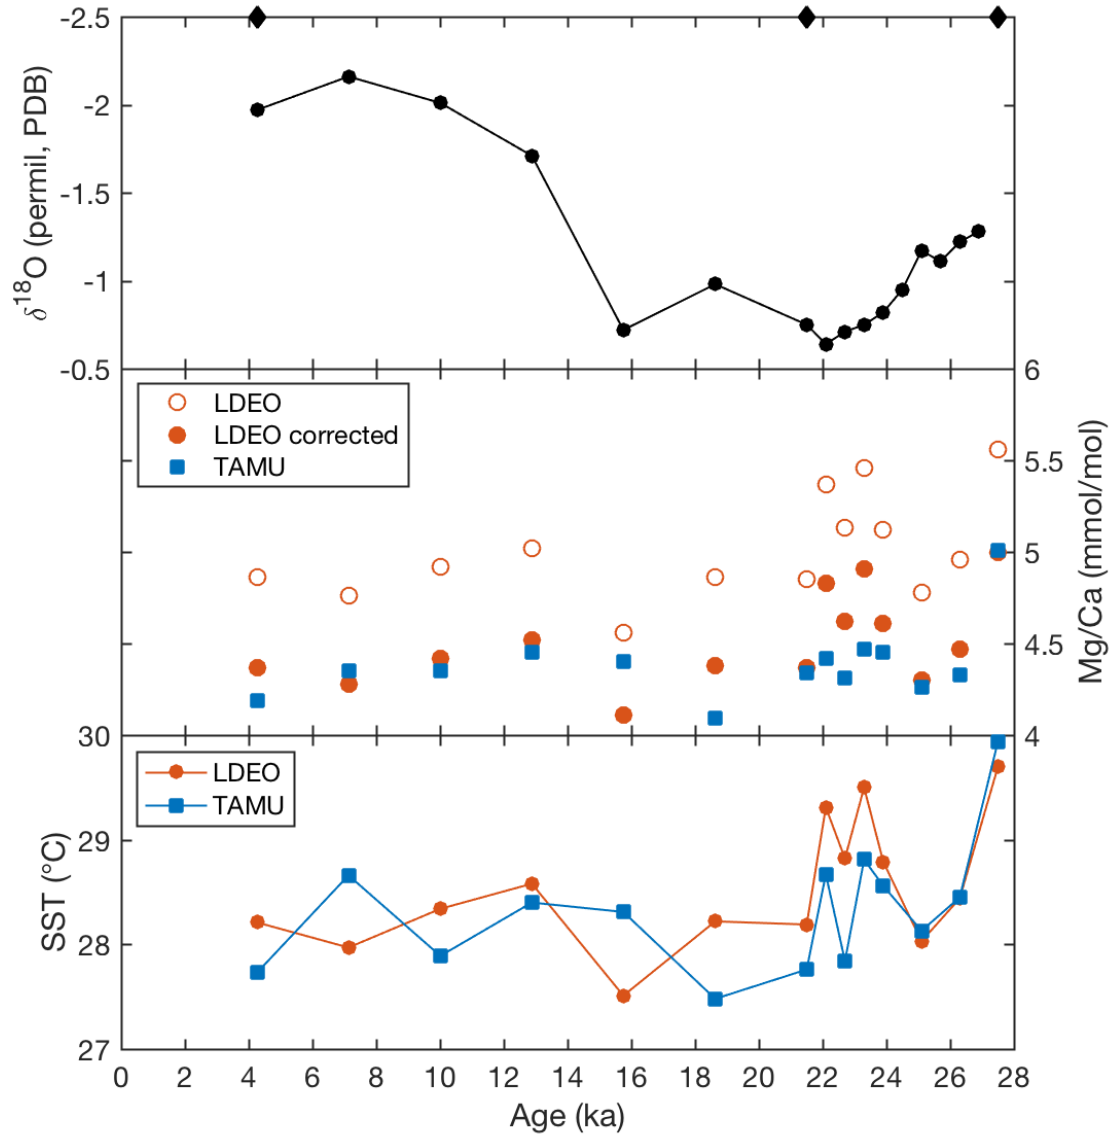 -2.5
-2
-1.5
-1
-0.5
δ18O (permil, PDB)
6
5.5
5
4.5
4
Mg/Ca (mmol/mol)
LDEO
LDEO corrected
TAMU
30
29
28
27
SST (°C)
LDEO
TAMU
0 2 4 6 8 10 12 14 16 18 20 22 24 26 28
Age (ka)